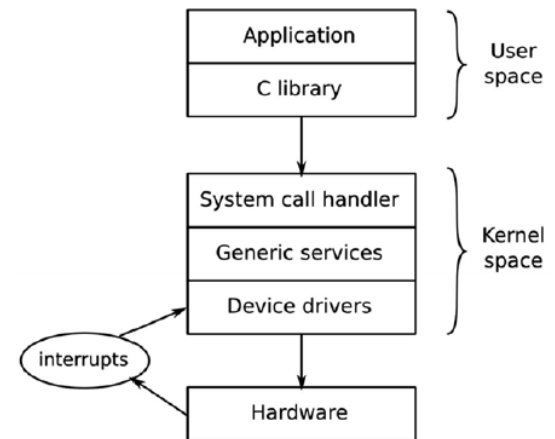 Application
C library
User
space
System call handler
Generic services
Device drivers
Kernel
space
interrupts
Hardware